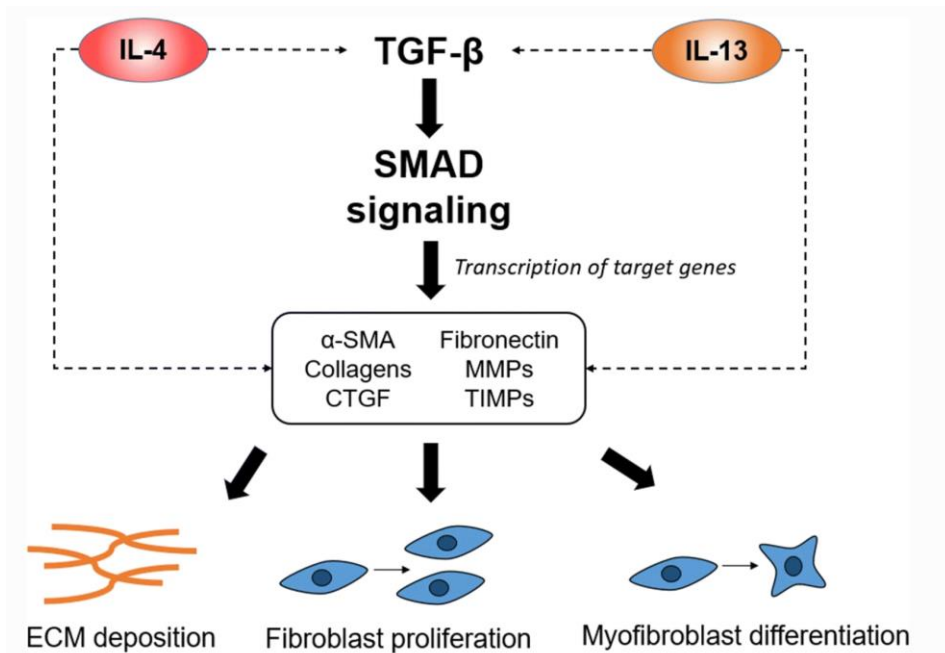 IL-4
TGF-β
IL-13
SMAD
signaling
Transcription of target genes
α-SMA Fibronectin
Collagens MMPs
CTGF TIMPs
ECM deposition
Fibroblast proliferation
Myofibroblast differentiation